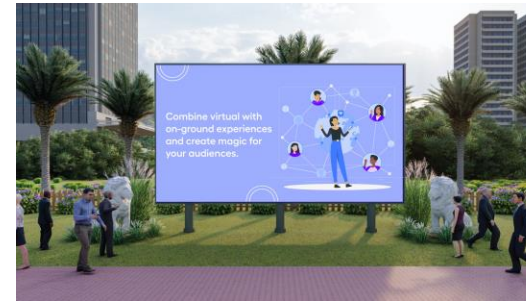 Combine virtual with
on-ground experiences
and create magic for
your audiences.